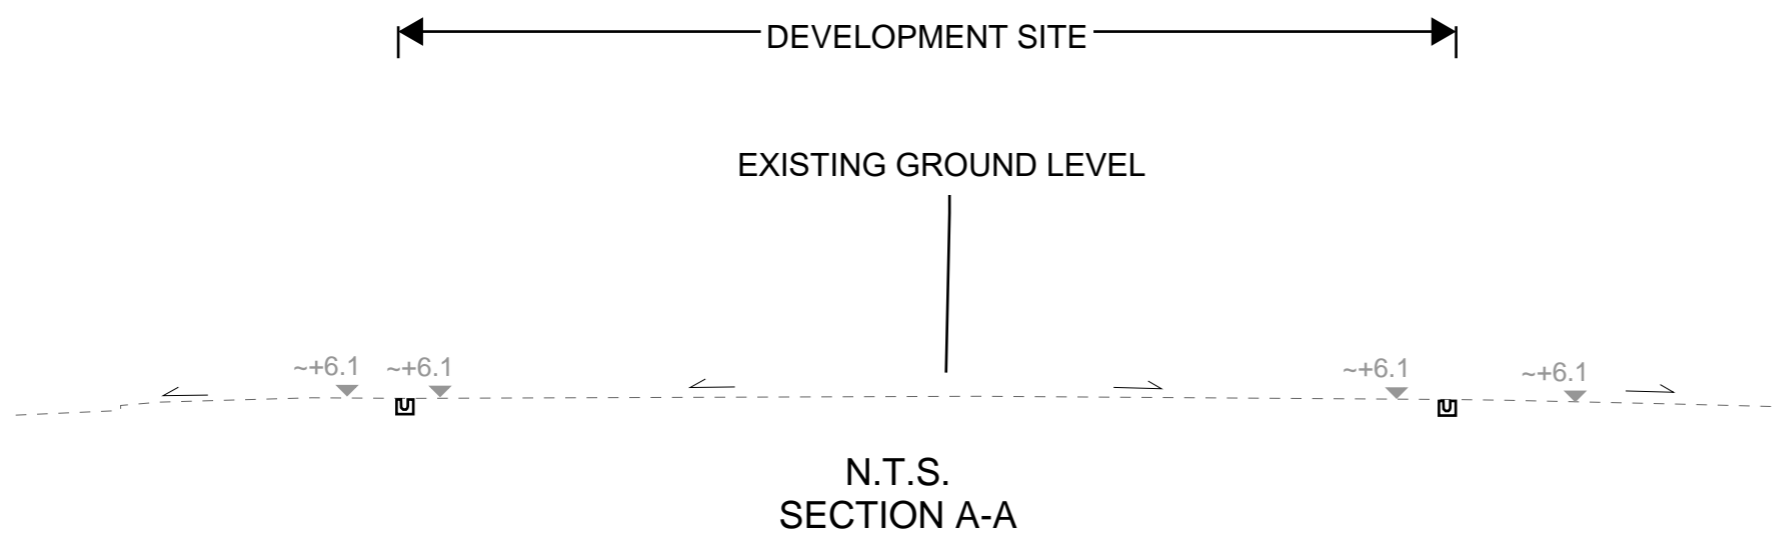 DEVELOPMENT SITE
EXISTING GROUND LEVEL
~+6.1 ~+6.1 ~+6.1 ~+6.1
N.T.S.
SECTION A-A